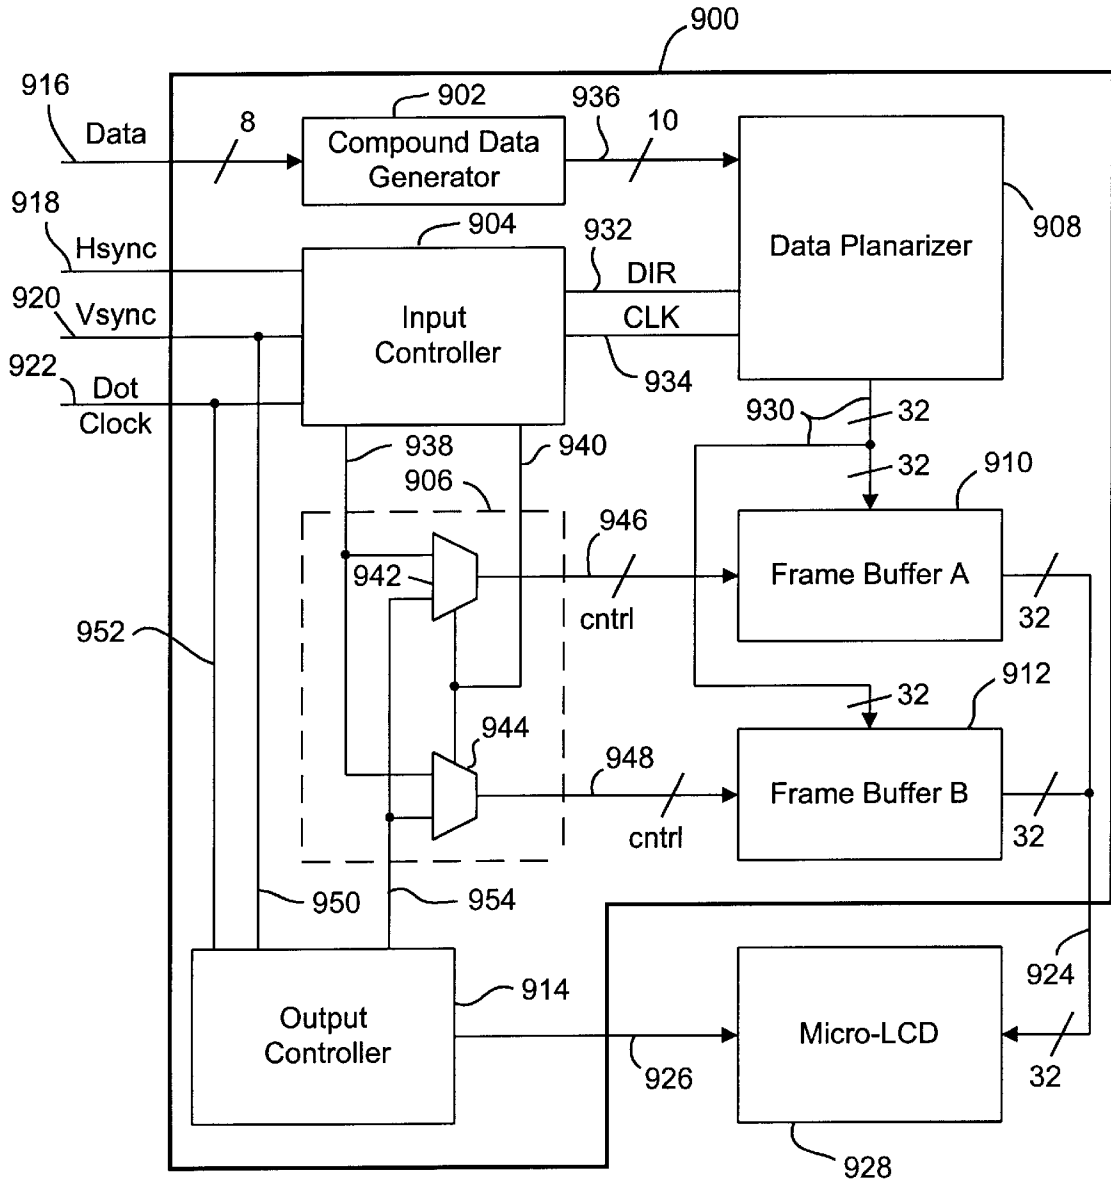 900
916
902
936
Data
8
Compound Data
Generator
10
918
904
932
Data Planarizer
908
Hsync
DIR
920
Vsync
Input
Controller
CLK
922
Dot
Clock
934
930
32
938
940
32
910
906
946
942
Frame Buffer A
cntrl
32
952
32
912
944
948
Frame Buffer B
cntrl
32
950
954
924
914
Output
Controller
Micro-LCD
926
32
928